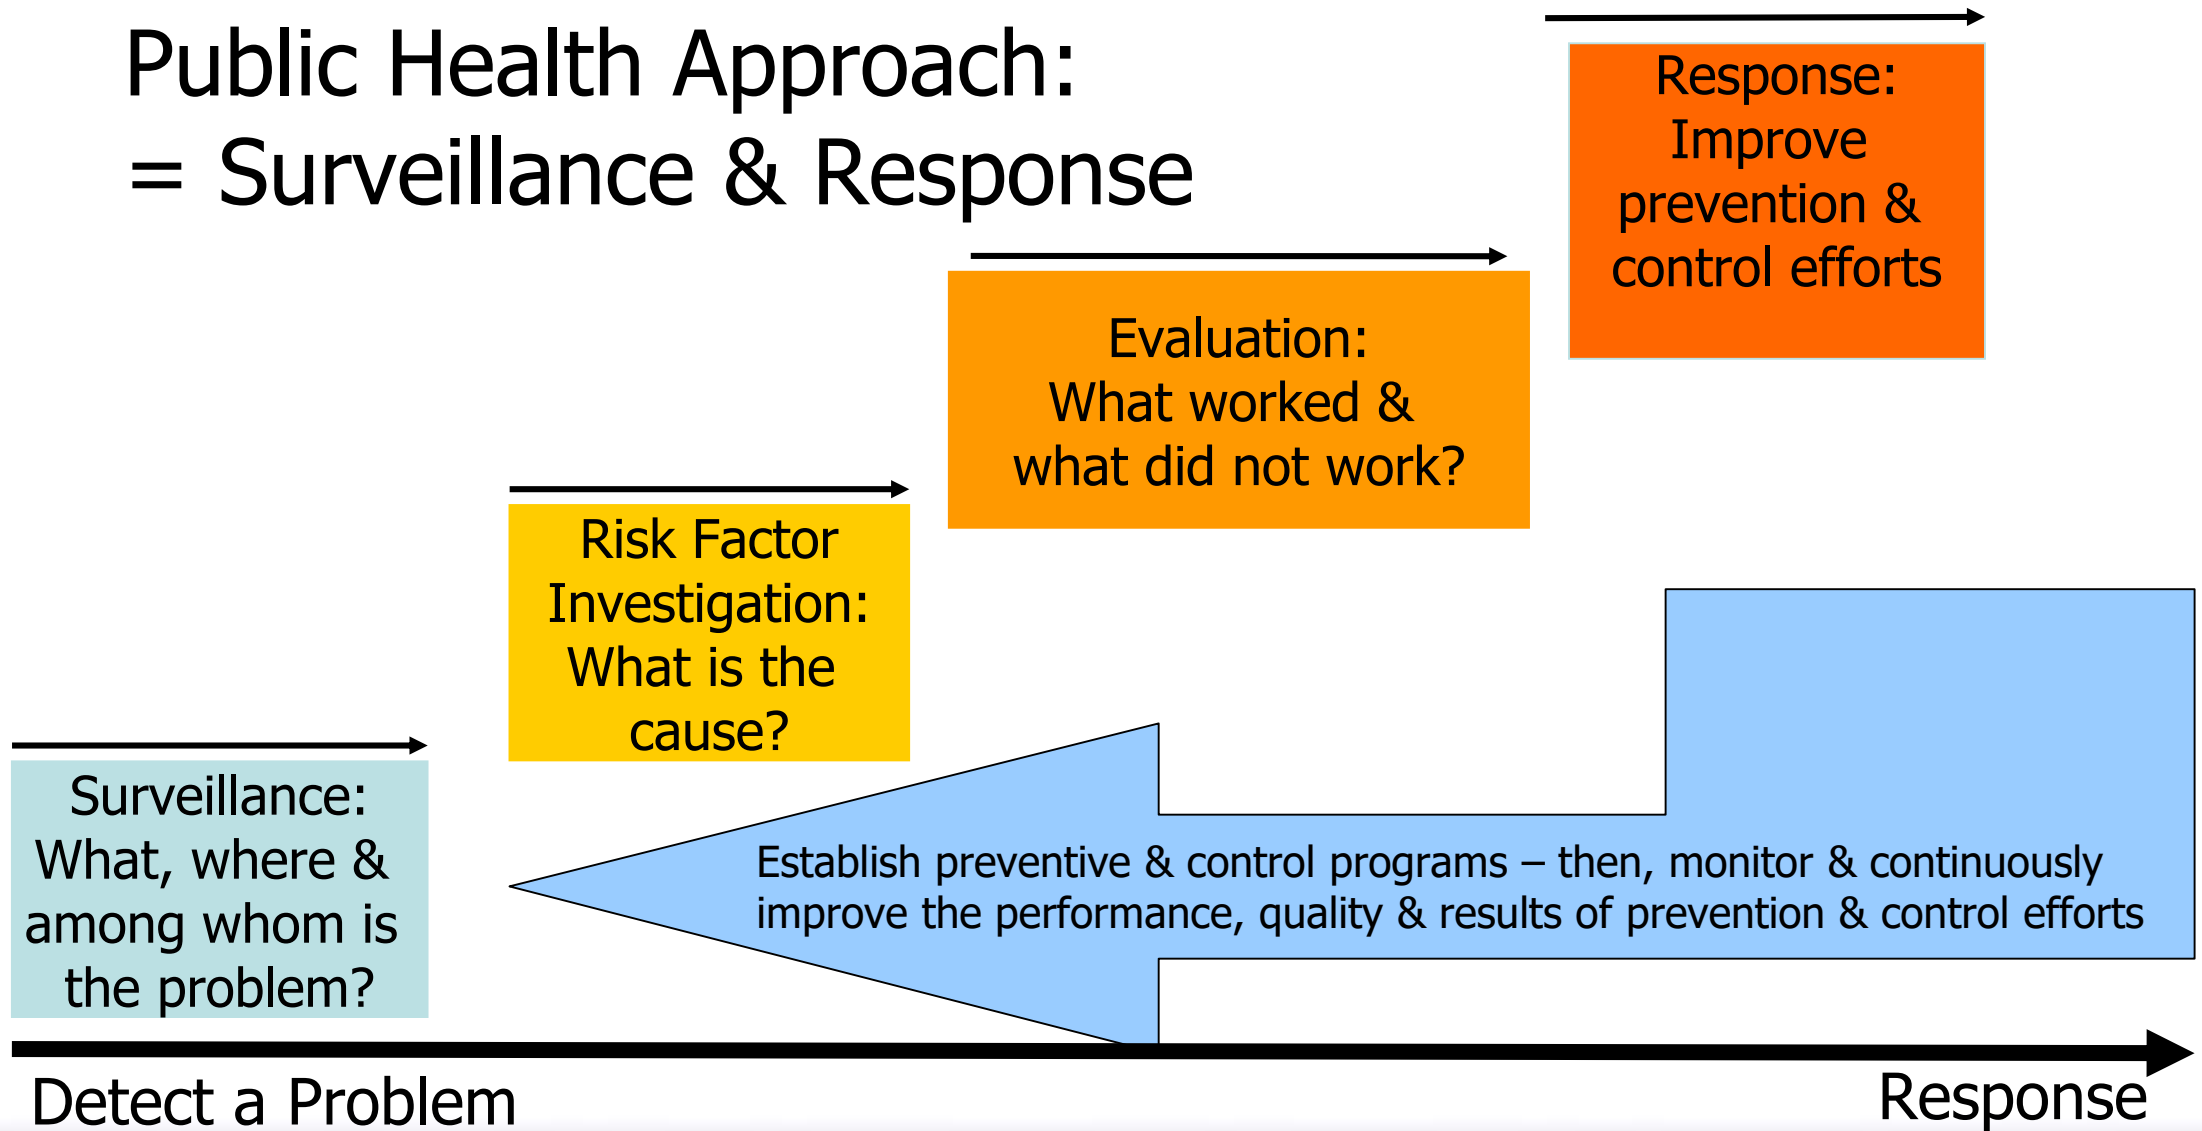 Public Health Approach:
= Surveillance & Response
Response:
Improve
prevention &
control efforts
Evaluation:
What worked &
what did not work?
Risk Factor
Investigation:
What is the
cause?
Surveillance:
What, where &
among whom is
the problem?
Establish preventive & control programs – then, monitor & continuously
improve the performance, quality & results of prevention & control efforts
Detect a Problem
Response